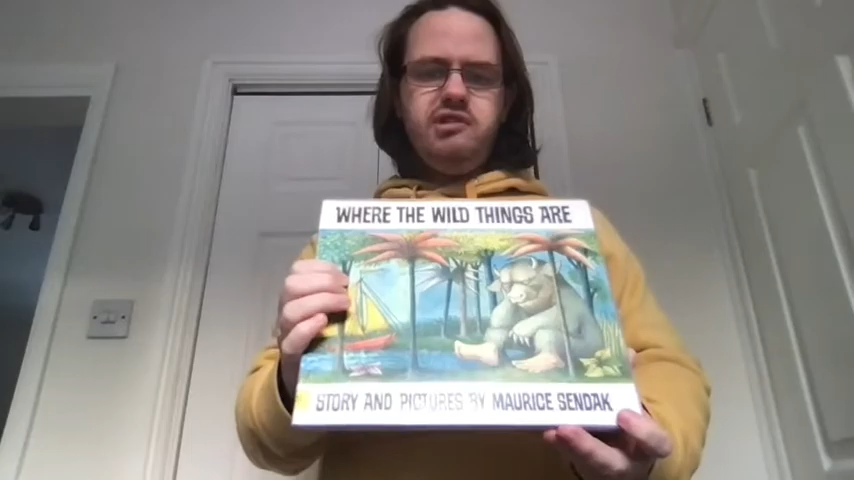 WHERE THE WILD THINGS ARE
STORY AND PICTURES BY MAURICE SENDAK